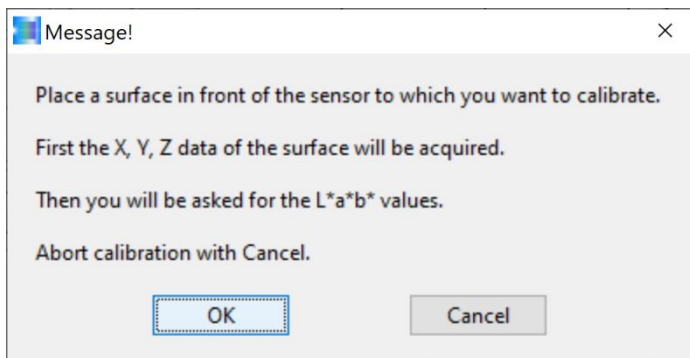 Message!
Place a surface in front of the sensor to which you want to calibrate.
First the X, Y, Z data of the surface will be acquired.
Then you will be asked for the L*a*b* values.
Abort calibration with Cancel.
OK Cancel